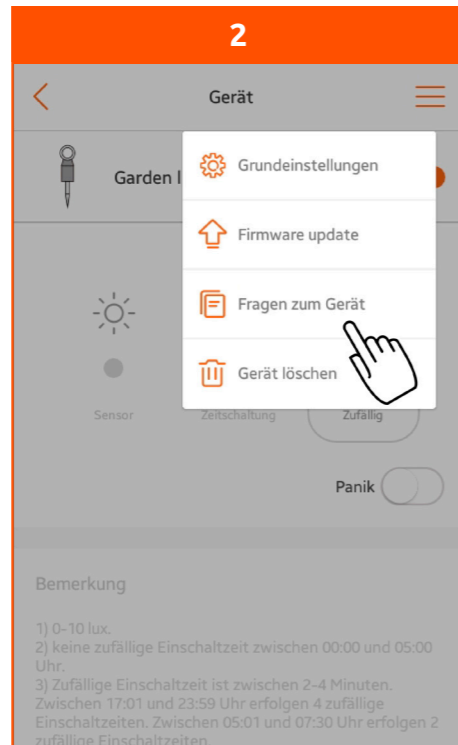 2
Gerät
Garden l
Grundeinstellungen
Firmware update
Fragen zum Gerät
Gerät löschen
Sensor
Zeitschaltung
Zufällig
Panik
Bemerkung
1) 0-10 lux.
2) keine zufällige Einschaltzeit zwischen 00:00 und 05:00
Uhr.
3) Zufällige Einschaltzeit ist zwischen 2-4 Minuten.
Zwischen 17:01 und 23:59 Uhr erfolgen 4 zufällige
Einschaltzeiten. Zwischen 05:01 und 07:30 Uhr erfolgen 2
zufällige Einschaltzeiten